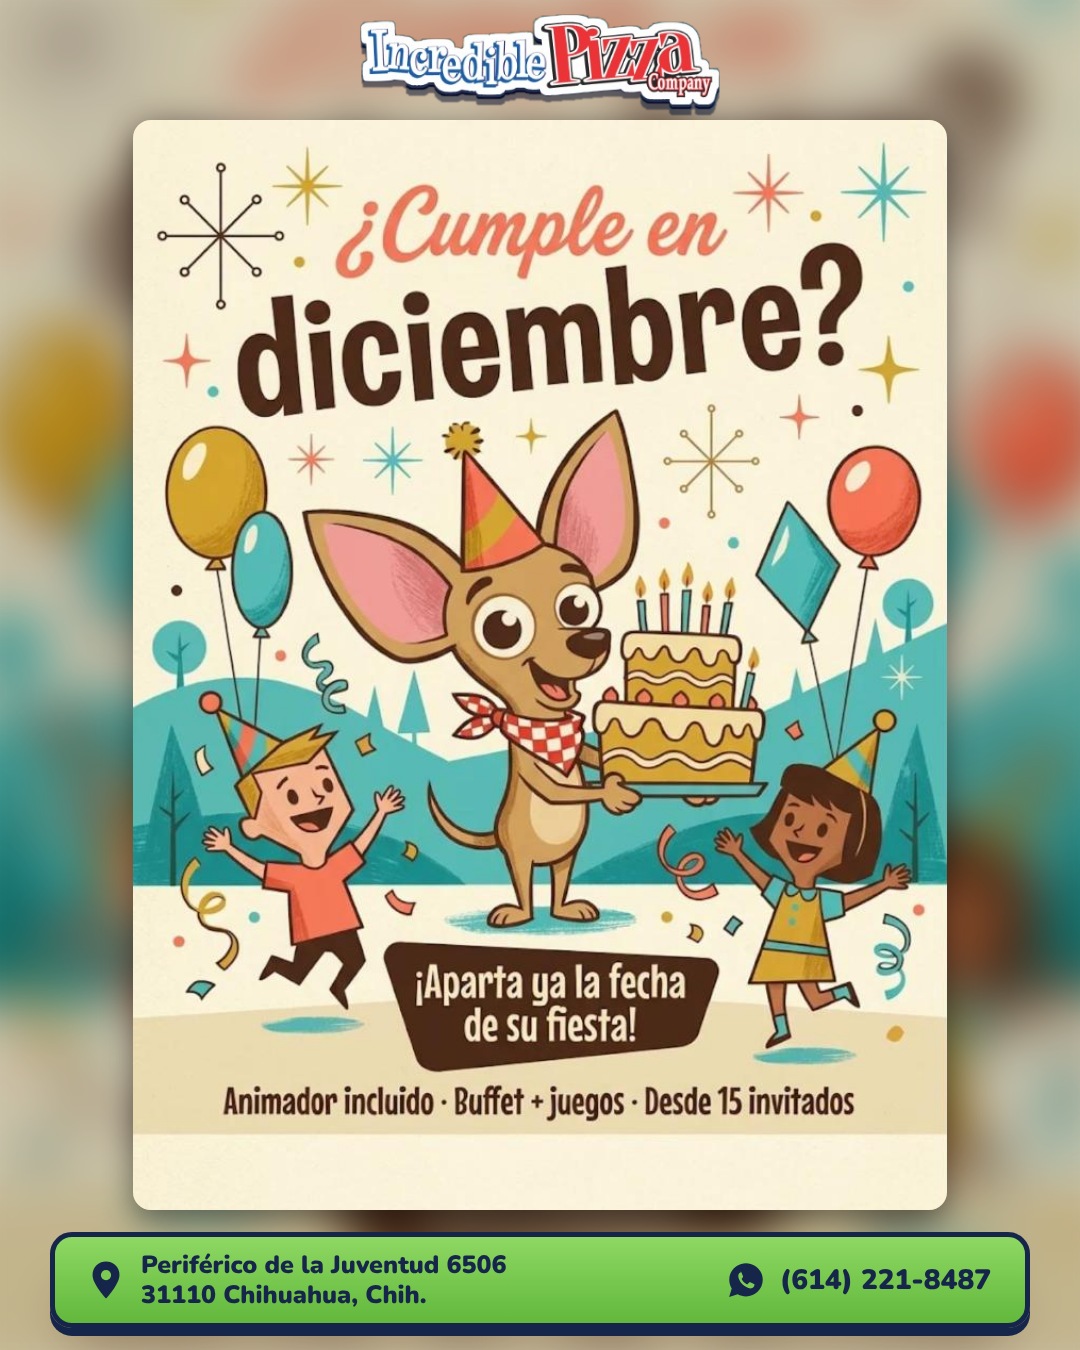 Incredible Pizza Company
¿Cumple en
diciembre?
¡Aparta ya la fecha
de su fiesta!
Animador incluido · Buffet + juegos · Desde 15 invitados
Periférico de la Juventud 6506
31110 Chihuahua, Chih.
(614) 221-8487